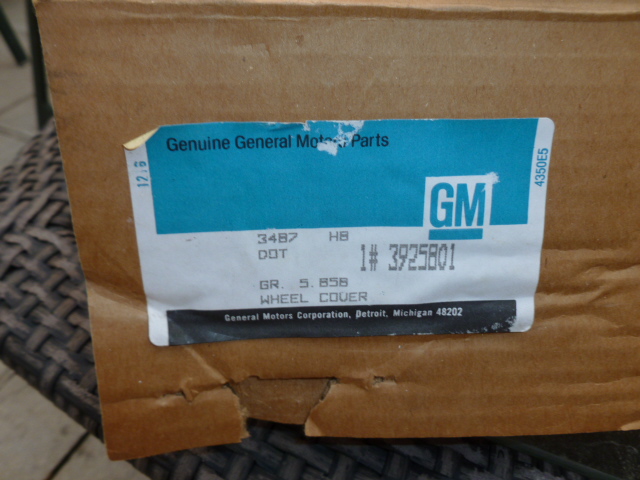 Genuine General Motors Parts
12.6
4350E5
GM
3487 H8
DOT
1# 3925801
GR. 5.858
WHEEL COVER
General Motors Corporation, Detroit, Michigan 48202